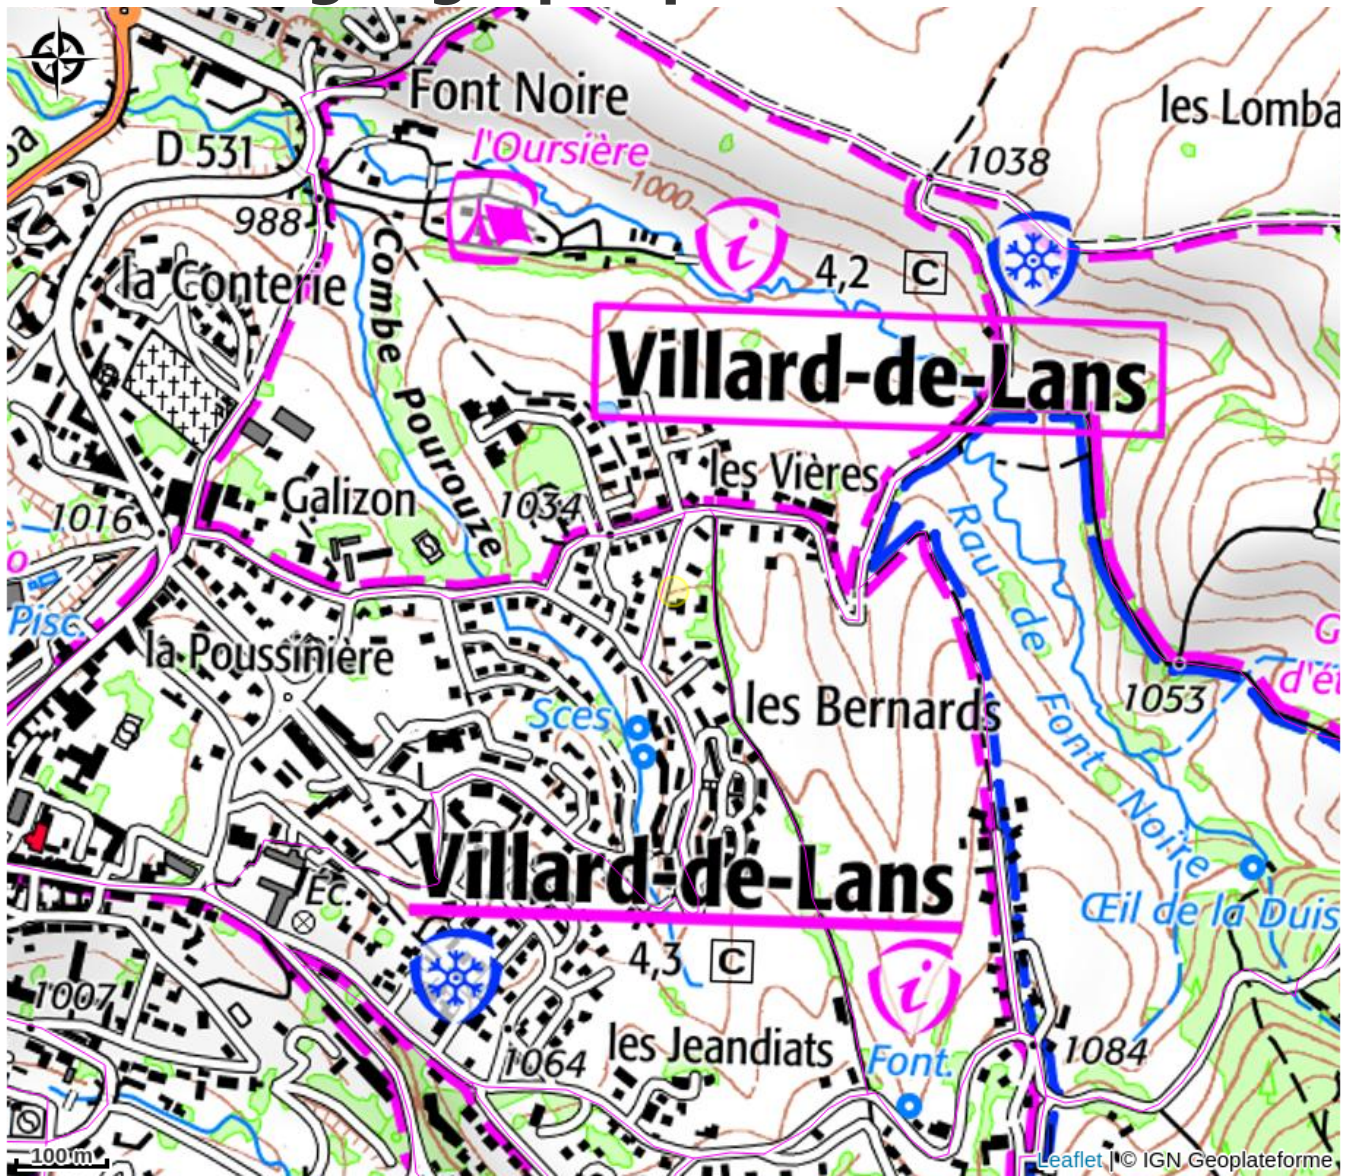 Font Noire
les Lomba
D 531
l'Oursière
1038
1000
988
Combe Pourouze
la Conterie
4,2 C
Villard-de-Lans
les Vières
Galizon
1034
1016
Rau de Font Noire
Pisc.
la Poussinière
G
d'ét
1053
les Bernards
Sces
Villard-de-Lans
Éc.
Œil de la Duis
4,3 C
1007
les Jeandiats
1064
Font.
1084
100 m
Leaflet | © IGN Geoplateforme